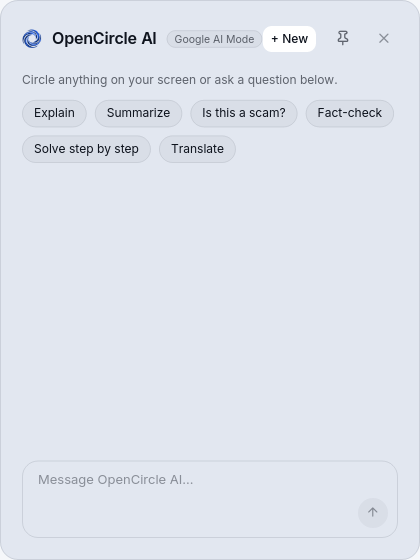 OpenCircle AI Google AI Mode + New
Circle anything on your screen or ask a question below.
Explain Summarize Is this a scam? Fact-check
Solve step by step Translate
Message OpenCircle AI...